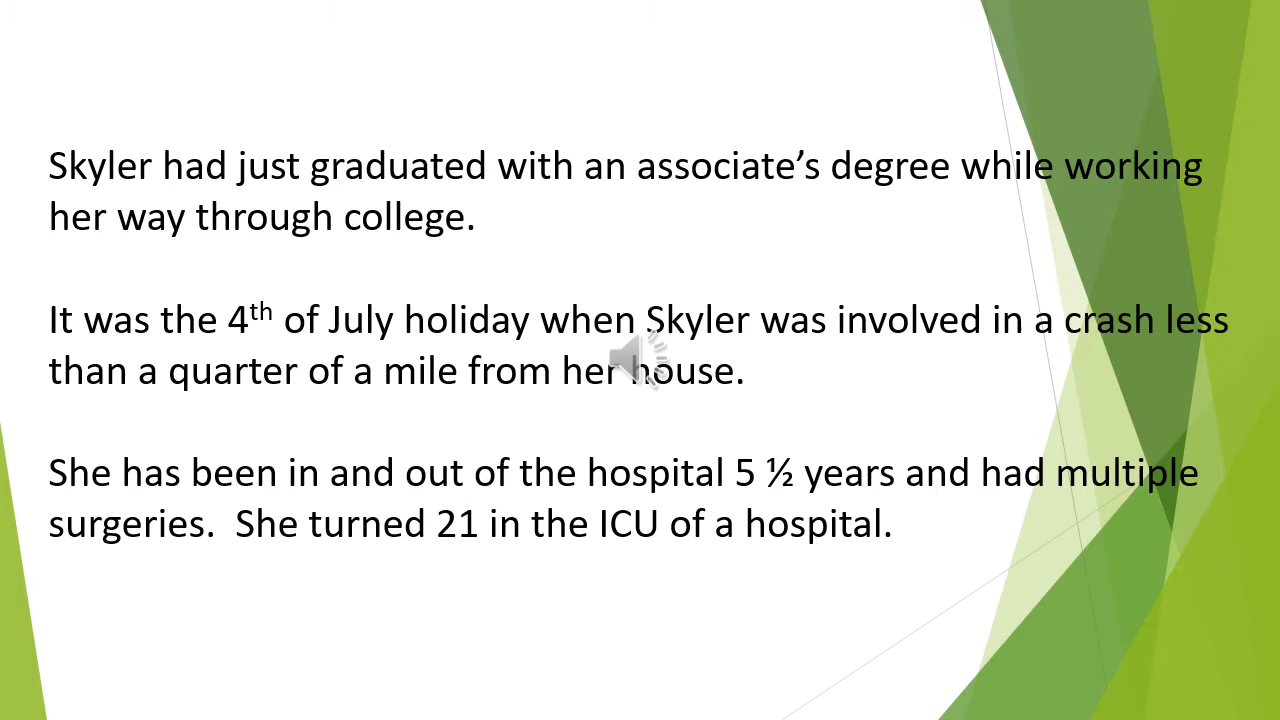 Skyler had just graduated with an associate’s degree while working
her way through college.
It was the 4th of July holiday when Skyler was involved in a crash less
than a quarter of a mile from her house.
She has been in and out of the hospital 5 ½ years and had multiple
surgeries.  She turned 21 in the ICU of a hospital.